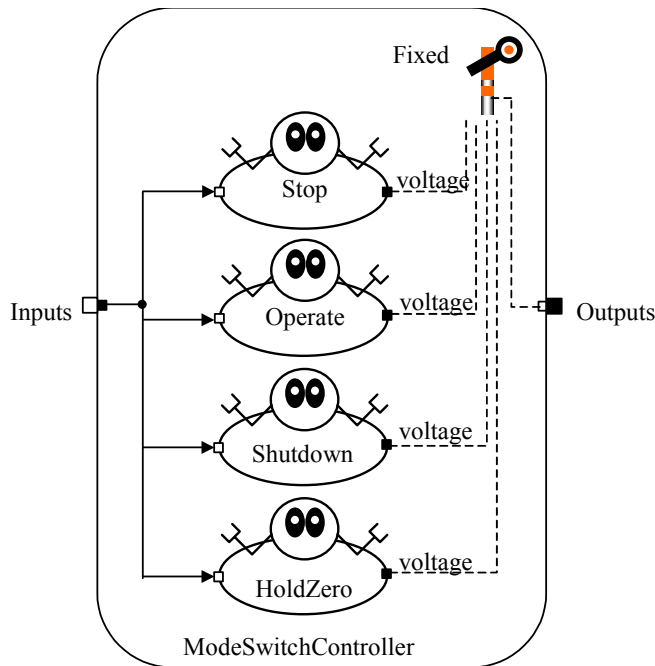 Fixed
Stop
voltage
Inputs
Operate
voltage
Outputs
Shutdown
voltage
HoldZero
voltage
ModeSwitchController